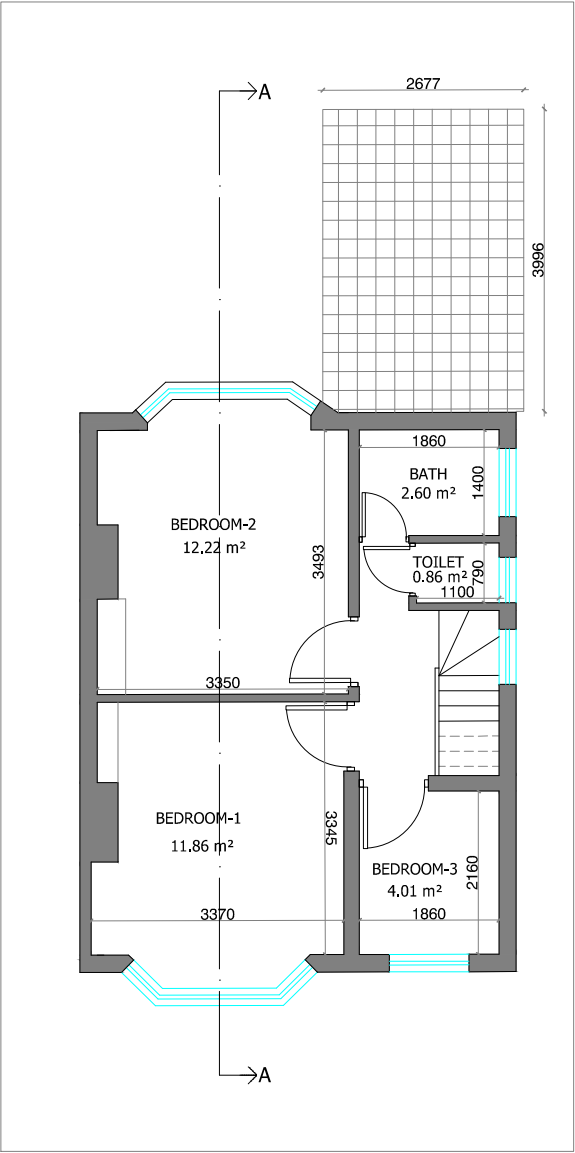 A
2677
3996
1860
BATH
2.60 m²
1400
BEDROOM-2
12.22 m²
3493
TOILET
0.86 m²
790
1100
3350
BEDROOM-1
11.86 m²
3345
BEDROOM-3
4.01 m²
2160
3370
1860
A